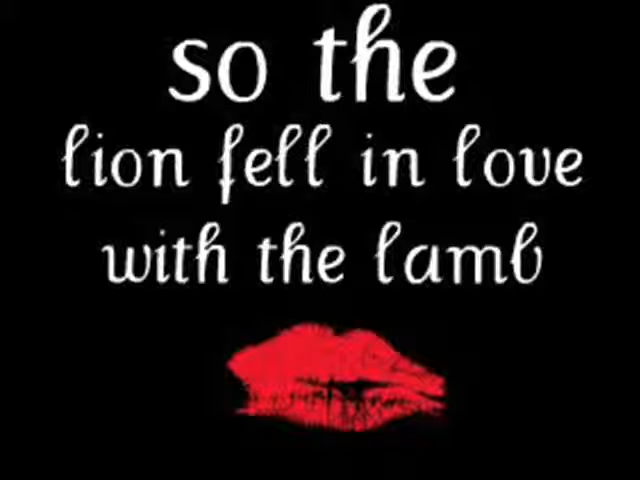 so the
lion fell in love
with the lamb